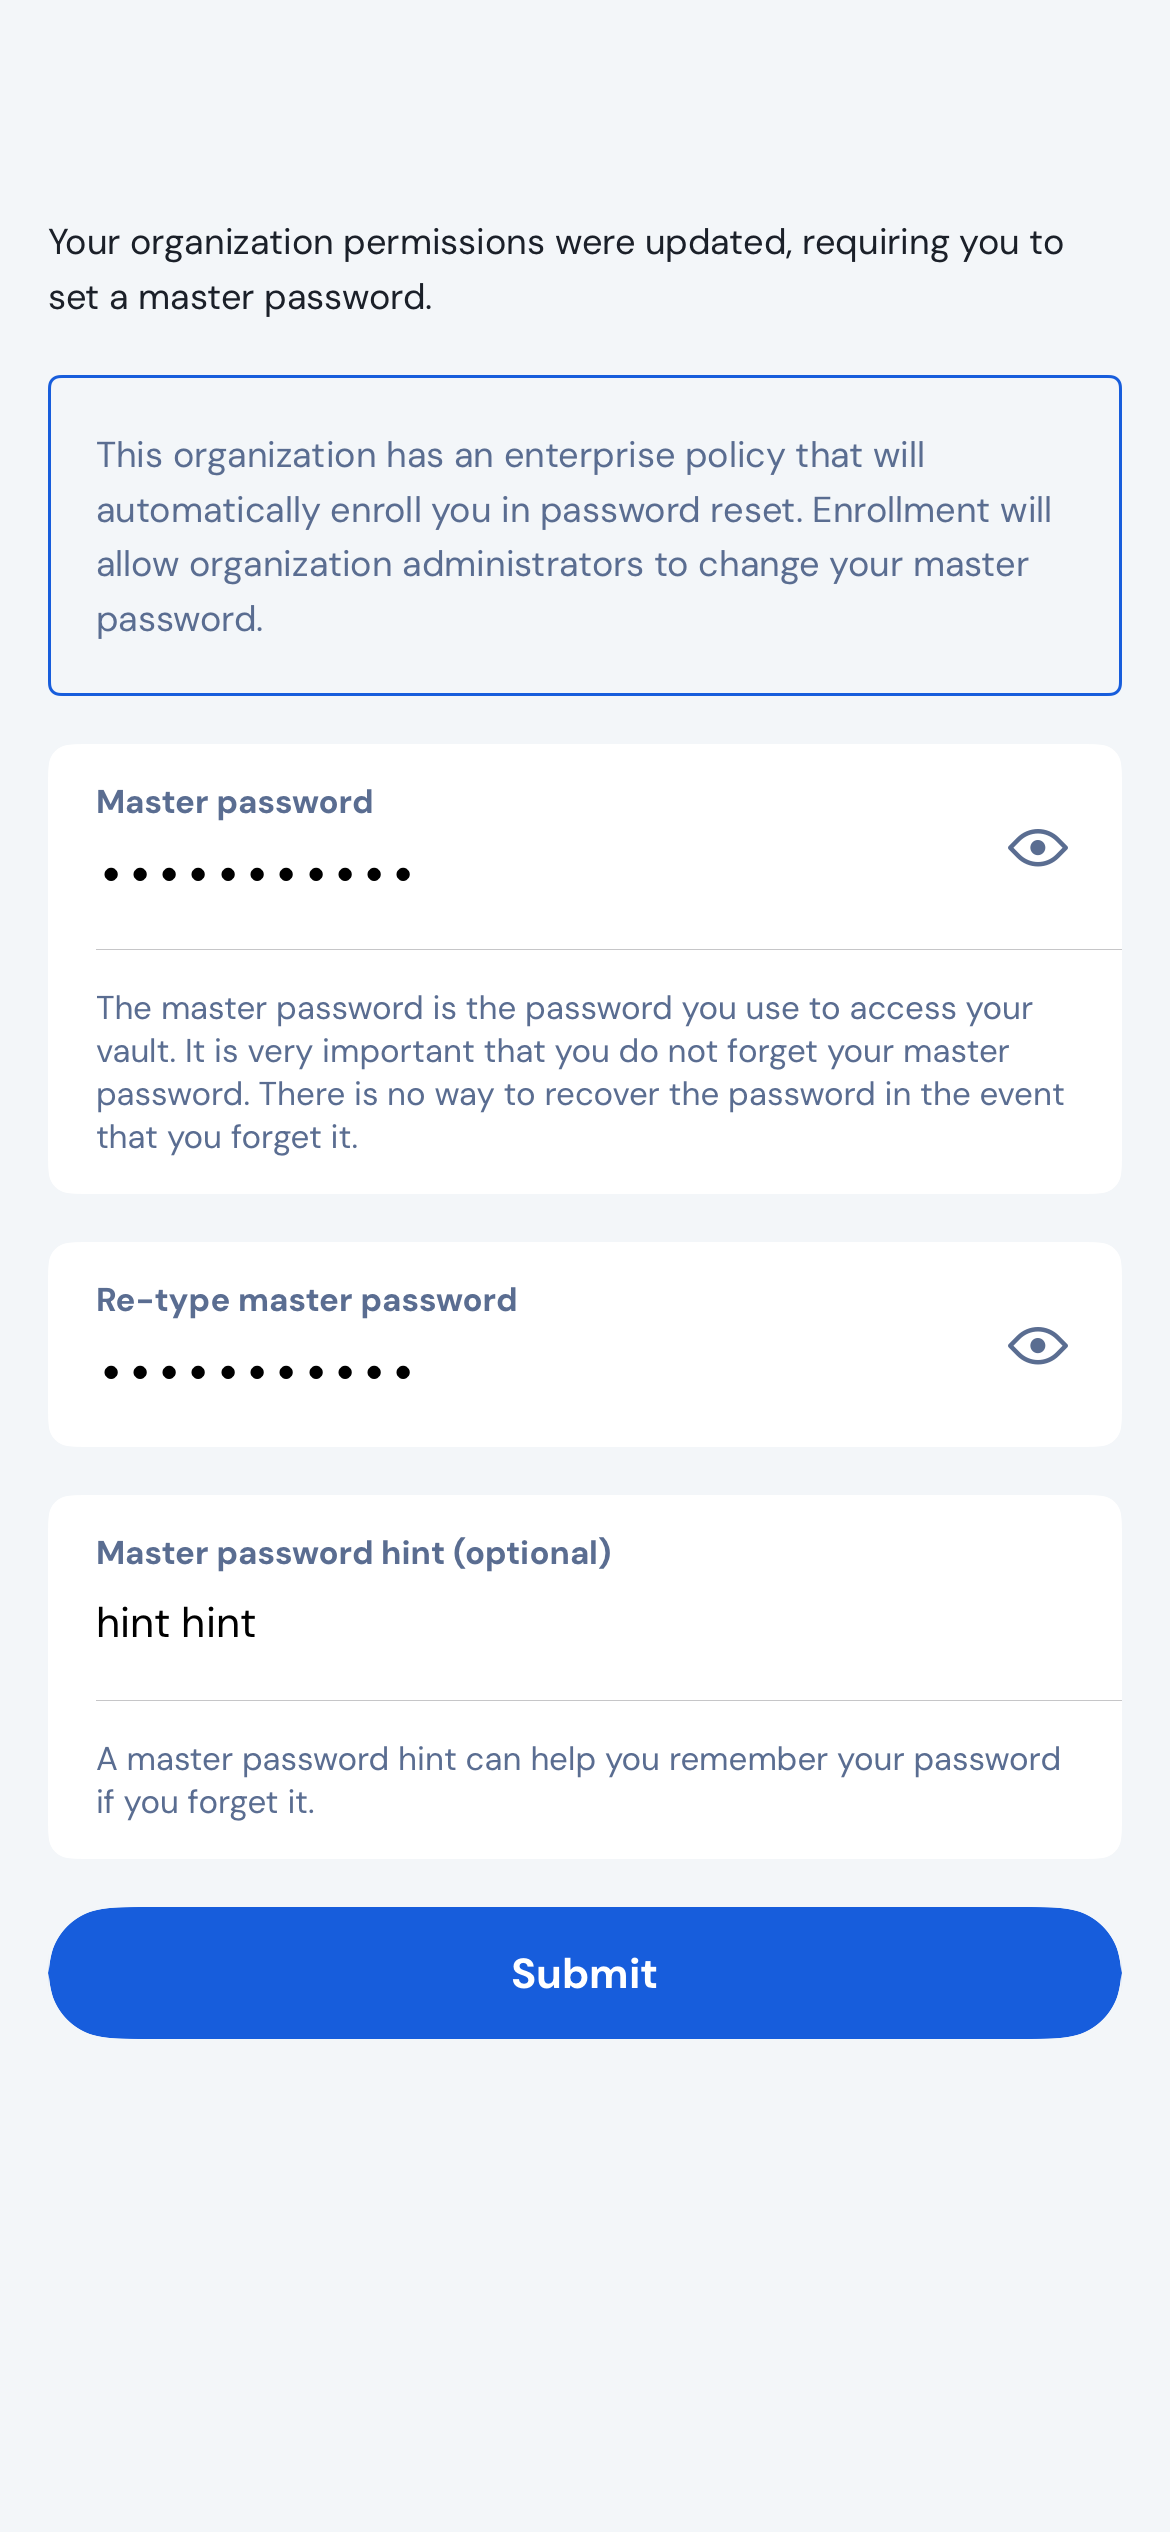 Your organization permissions were updated, requiring you to
set a master password.
This organization has an enterprise policy that will
automatically enroll you in password reset. Enrollment will
allow organization administrators to change your master
password.
Master password
•••••••••••
The master password is the password you use to access your
vault. It is very important that you do not forget your master
password. There is no way to recover the password in the event
that you forget it.
Re-type master password
•••••••••••
Master password hint (optional)
hint hint
A master password hint can help you remember your password
if you forget it.
Submit